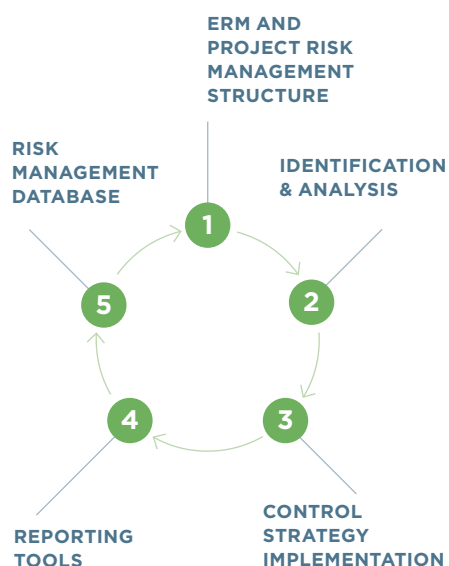 ERM AND
PROJECT RISK
MANAGEMENT
STRUCTURE
RISK
MANAGEMENT
DATABASE
IDENTIFICATION
& ANALYSIS
1
5
2
4
3
REPORTING
TOOLS
CONTROL
STRATEGY
IMPLEMENTATION